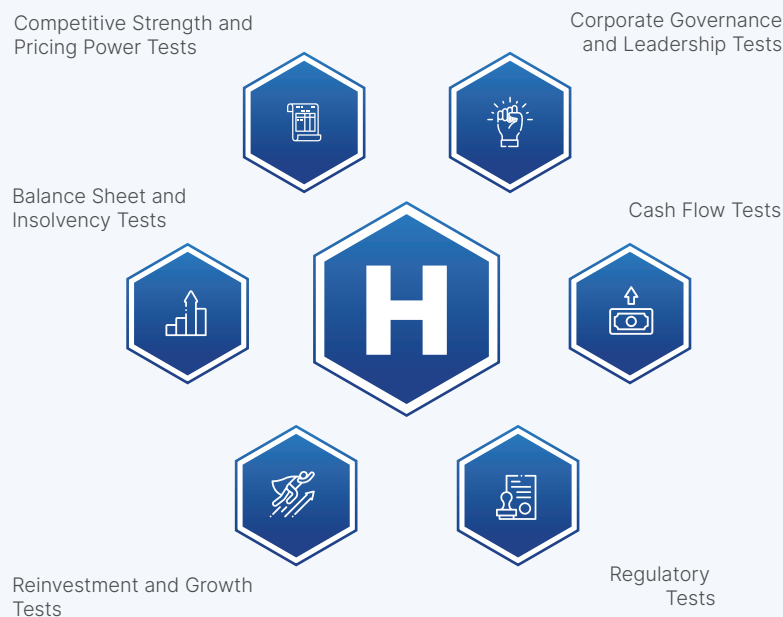 Competitive Strength and
Pricing Power Tests
Corporate Governance
and Leadership Tests
Balance Sheet and
Insolvency Tests
Cash Flow Tests
H
Reinvestment and Growth
Tests
Regulatory
Tests